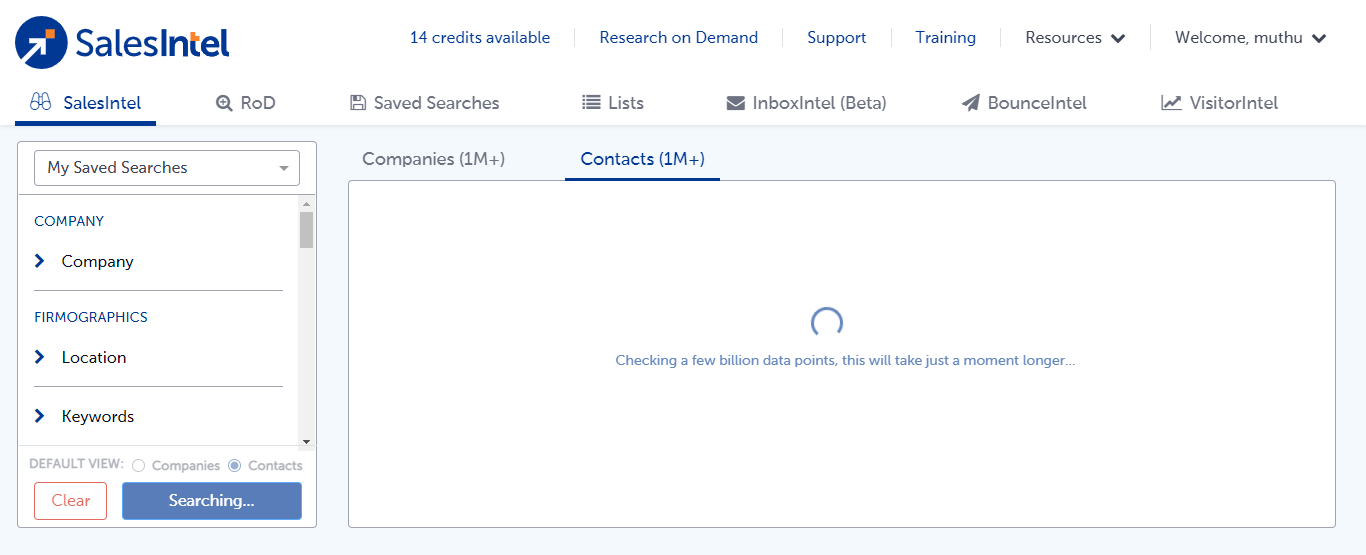 SalesIntel
14 credits available
Research on Demand
Support
Training
Resources
Welcome, muthu
SalesIntel
RoD
Saved Searches
Lists
InboxIntel (Beta)
BounceIntel
VisitorIntel
My Saved Searches
COMPANY
Company
FIRMOGRAPHICS
Location
Keywords
DEFAULT VIEW: Companies Contacts
Clear
Searching...
Companies (1M+)
Contacts (1M+)
Checking a few billion data points, this will take just a moment longer...